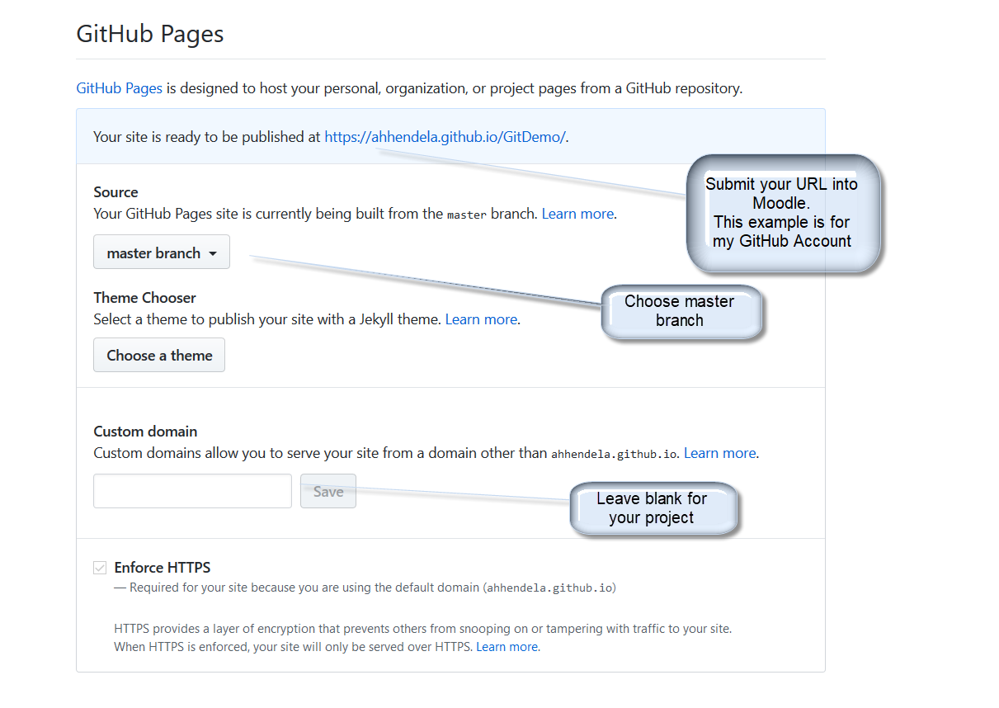 GitHub Pages
GitHub Pages is designed to host your personal, organization, or project pages from a GitHub repository.
Your site is ready to be published at https://ahhendela.github.io/GitDemo/.
Submit your URL into
Moodle.
This example is for
my GitHub Account
Source
Your GitHub Pages site is currently being built from the master branch. Learn more.
master branch
Choose master
branch
Theme Chooser
Select a theme to publish your site with a Jekyll theme. Learn more.
Choose a theme
Custom domain
Custom domains allow you to serve your site from a domain other than ahhendela.github.io. Learn more.
Save
Leave blank for
your project
Enforce HTTPS
— Required for your site because you are using the default domain (ahhendela.github.io)
HTTPS provides a layer of encryption that prevents others from snooping on or tampering with traffic to your site.
When HTTPS is enforced, your site will only be served over HTTPS. Learn more.